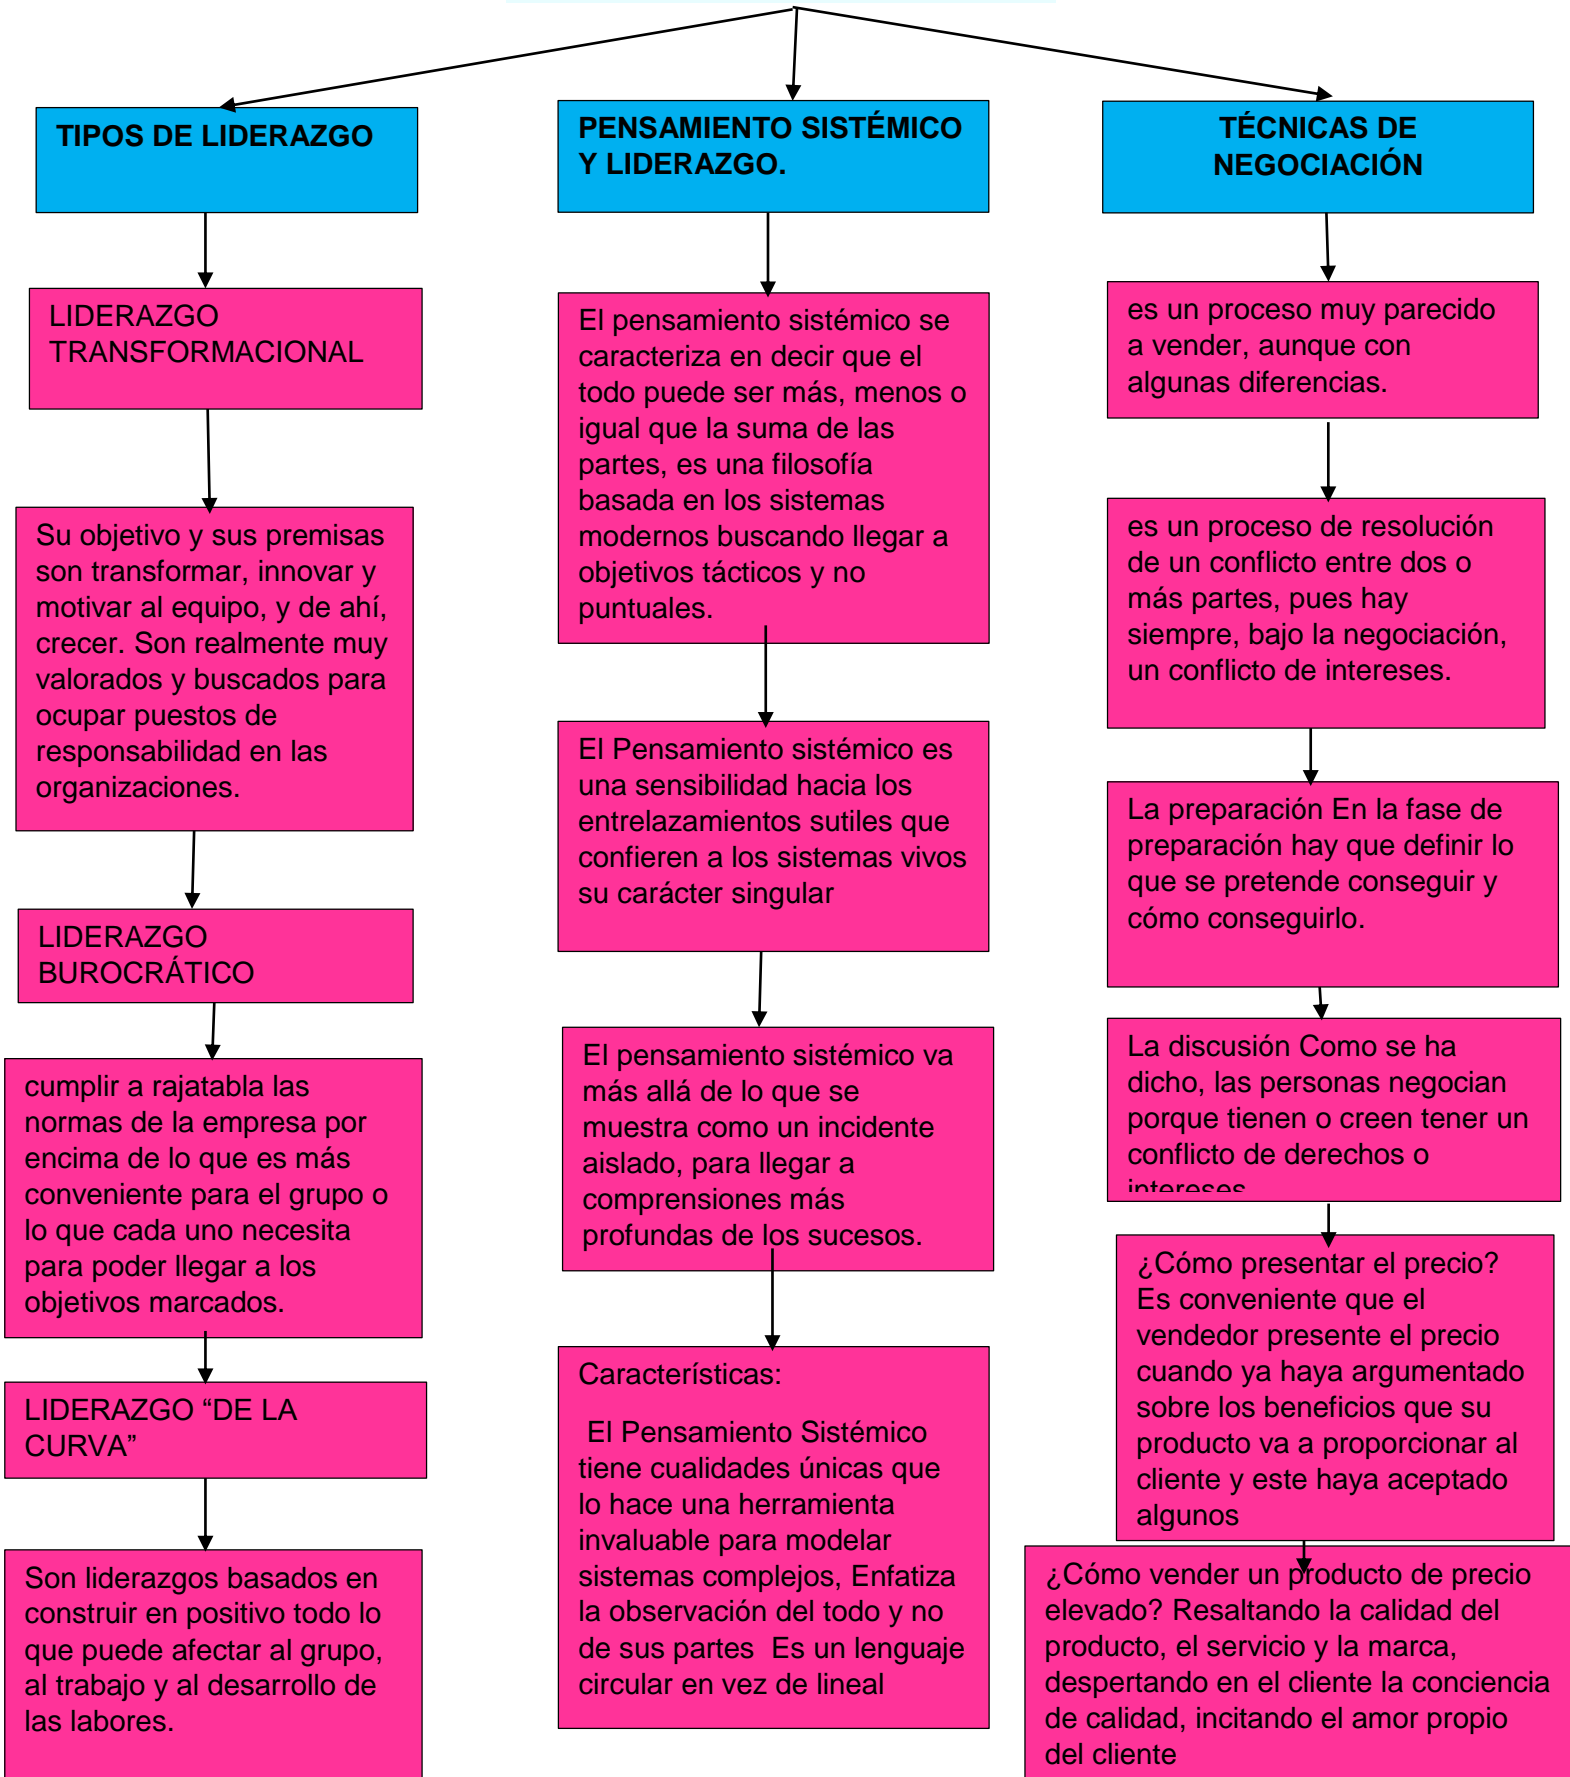 TIPOS DE LIDERAZGO
LIDERAZGO
TRANSFORMACIONAL
Su objetivo y sus premisas
son transformar, innovar y
motivar al equipo, y de ahí,
crecer. Son realmente muy
valorados y buscados para
ocupar puestos de
responsabilidad en las
organizaciones.
LIDERAZGO
BUROCRÁTICO
cumplir a rajatabla las
normas de la empresa por
encima de lo que es más
conveniente para el grupo o
lo que cada uno necesita
para poder llegar a los
objetivos marcados.
LIDERAZGO “DE LA
CURVA”
Son liderazgos basados en
construir en positivo todo lo
que puede afectar al grupo,
al trabajo y al desarrollo de
las labores.
PENSAMIENTO SISTÉMICO
Y LIDERAZGO.
El pensamiento sistémico se
caracteriza en decir que el
todo puede ser más, menos o
igual que la suma de las
partes, es una filosofía
basada en los sistemas
modernos buscando llegar a
objetivos tácticos y no
puntuales.
El Pensamiento sistémico es
una sensibilidad hacia los
entrelazamientos sutiles que
confieren a los sistemas vivos
su carácter singular
El pensamiento sistémico va
más allá de lo que se
muestra como un incidente
aislado, para llegar a
comprensiones más
profundas de los sucesos.
Características:
El Pensamiento Sistémico
tiene cualidades únicas que
lo hace una herramienta
invaluable para modelar
sistemas complejos, Enfatiza
la observación del todo y no
de sus partes Es un lenguaje
circular en vez de lineal
TÉCNICAS DE
NEGOCIACIÓN
es un proceso muy parecido
a vender, aunque con
algunas diferencias.
es un proceso de resolución
de un conflicto entre dos o
más partes, pues hay
siempre, bajo la negociación,
un conflicto de intereses.
La preparación En la fase de
preparación hay que definir lo
que se pretende conseguir y
cómo conseguirlo.
La discusión Como se ha
dicho, las personas negocian
porque tienen o creen tener un
conflicto de derechos o
intereses
¿Cómo presentar el precio?
Es conveniente que el
vendedor presente el precio
cuando ya haya argumentado
sobre los beneficios que su
producto va a proporcionar al
cliente y este haya aceptado
algunos
¿Cómo vender un producto de precio
elevado? Resaltando la calidad del
producto, el servicio y la marca,
despertando en el cliente la conciencia
de calidad, incitando el amor propio
del cliente